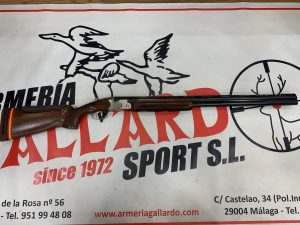 ARMERIA
GALLARDO
since 1972 SPORT S.L.
de la Rosa nº 56
- Tel. 951 99 48 08
www.armeriagallardo.com
C/ Castelao, 34 (Pol.Ind
29004 Málaga - Tel.